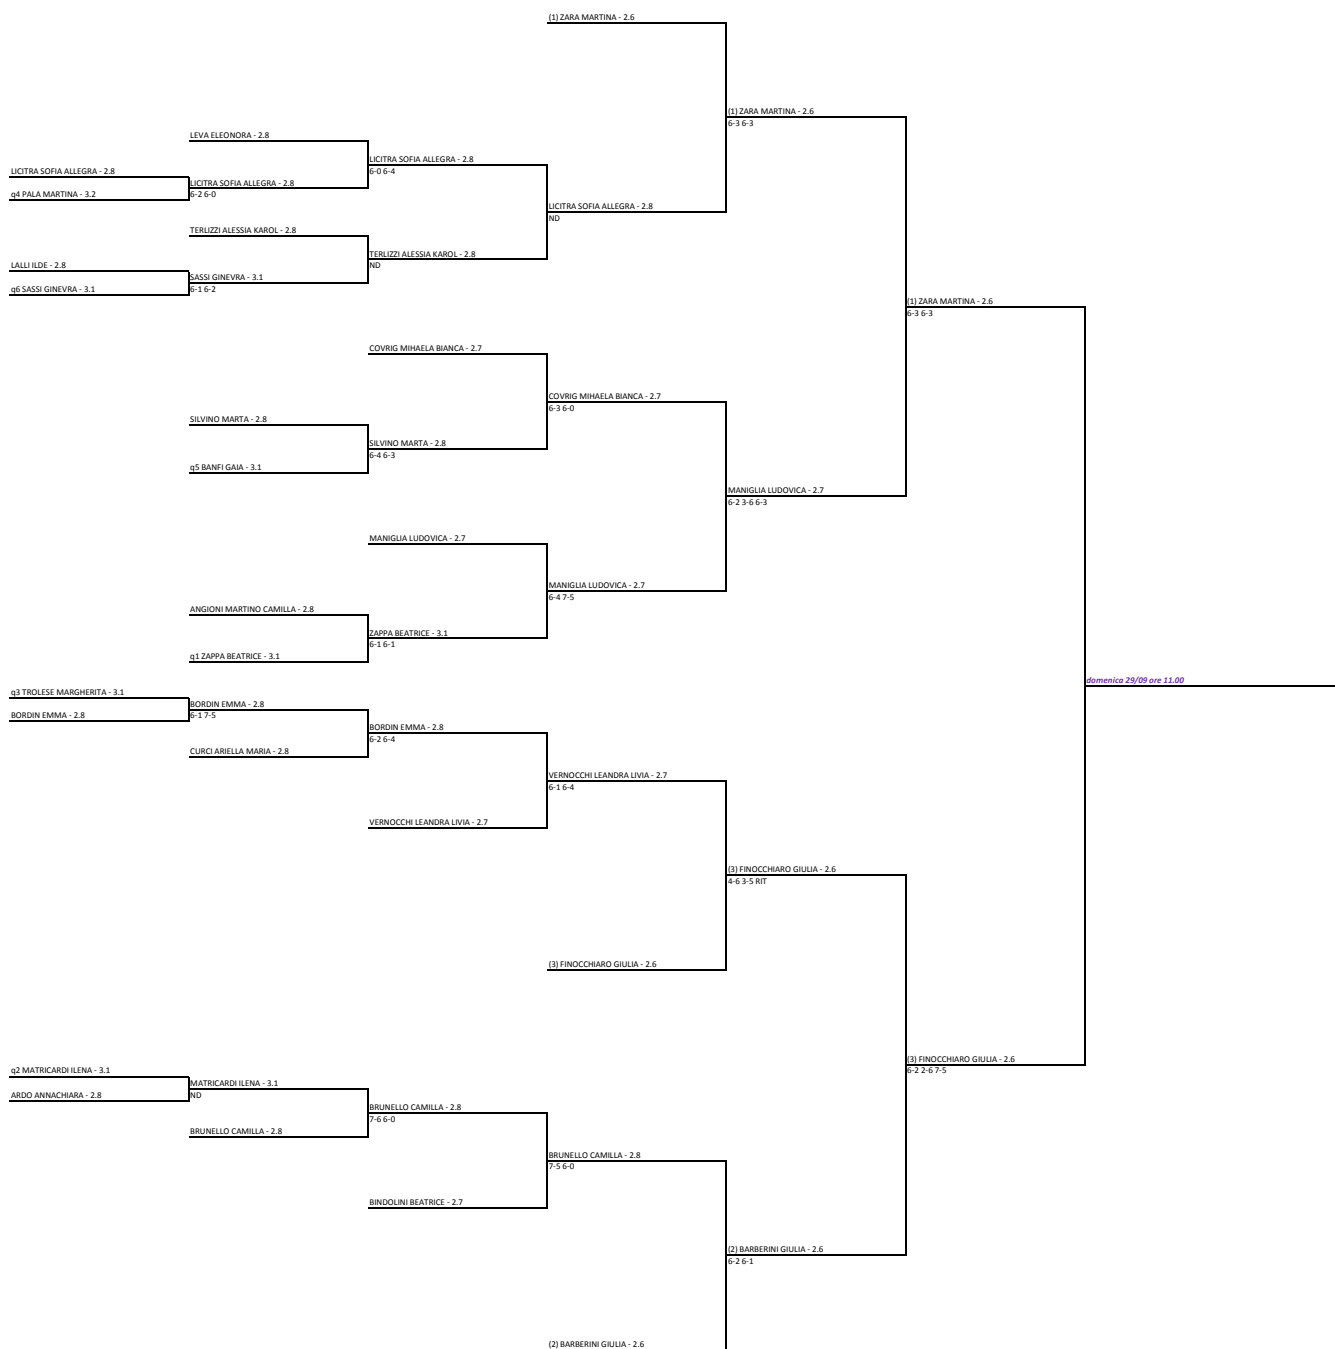 (1) ZARA MARTINA - 2.6
(1) ZARA MARTINA - 2.6
6-3 6-3
LEVA ELEONORA - 2.8
LICITRA SOFIA ALLEGRA - 2.8
6-0 6-4
LICITRA SOFIA ALLEGRA - 2.8
LICITRA SOFIA ALLEGRA - 2.8
6-2 6-0
q4 PALA MARTINA - 3.2
LICITRA SOFIA ALLEGRA - 2.8
ND
TERLIZZI ALESSIA KAROL - 2.8
TERLIZZI ALESSIA KAROL - 2.8
ND
LALLI ILDE - 2.8
SASSI GINEVRA - 3.1
6-1 6-2
q6 SASSI GINEVRA - 3.1
(1) ZARA MARTINA - 2.6
6-3 6-3
COVRIG MIHAELA BIANCA - 2.7
COVRIG MIHAELA BIANCA - 2.7
6-3 6-0
SILVINO MARTA - 2.8
SILVINO MARTA - 2.8
6-4 6-3
q5 BANFI GAIA - 3.1
MANIGLIA LUDOVICA - 2.7
6-2 3-6 6-3
MANIGLIA LUDOVICA - 2.7
MANIGLIA LUDOVICA - 2.7
6-4 7-5
ANGIONI MARTINO CAMILLA - 2.8
ZAPPA BEATRICE - 3.1
6-1 6-1
q1 ZAPPA BEATRICE - 3.1
domenica 29/09 ore 11.00
q3 TROLESE MARGHERITA - 3.1
BORDIN EMMA - 2.8
6-1 7-5
BORDIN EMMA - 2.8
BORDIN EMMA - 2.8
6-2 6-4
CURCI ARIELLA MARIA - 2.8
VERNOCCHI LEANDRA LIVIA - 2.7
6-1 6-4
VERNOCCHI LEANDRA LIVIA - 2.7
(3) FINOCCHIARO GIULIA - 2.6
4-6 3-5 RIT
(3) FINOCCHIARO GIULIA - 2.6
(3) FINOCCHIARO GIULIA - 2.6
6-2 2-6 7-5
q2 MATRICARDI ILENA - 3.1
MATRICARDI ILENA - 3.1
ND
ARDO ANNACHIARA - 2.8
BRUNELLO CAMILLA - 2.8
7-6 6-0
BRUNELLO CAMILLA - 2.8
BRUNELLO CAMILLA - 2.8
7-5 6-0
BINDOLINI BEATRICE - 2.7
(2) BARBERINI GIULIA - 2.6
6-2 6-1
(2) BARBERINI GIULIA - 2.6